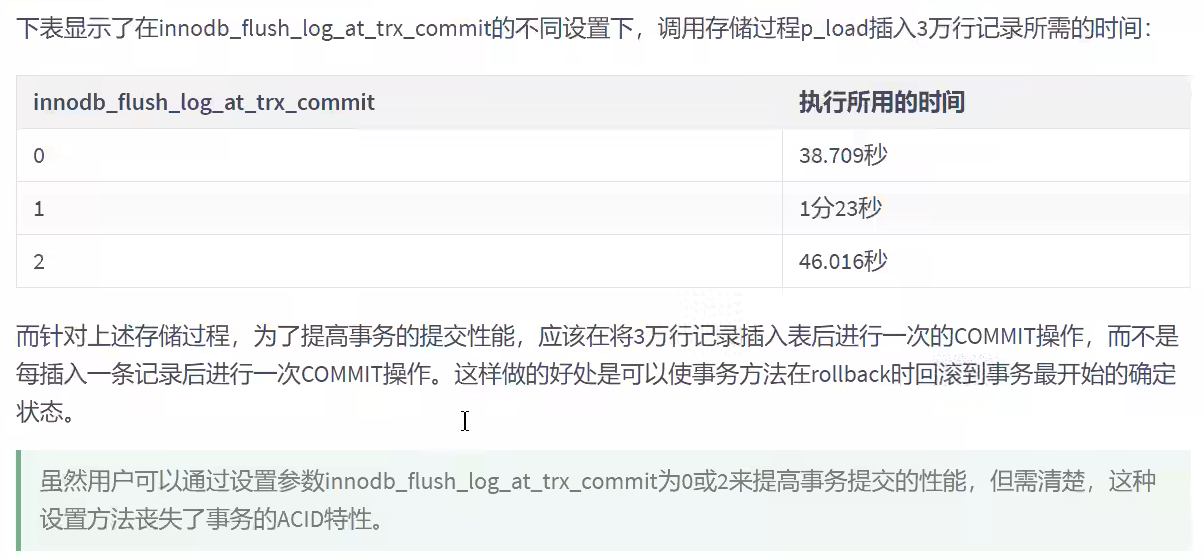 下表显示了在innodb_flush_log_at_trx_commit的不同设置下，调用存储过程p_load插入3万行记录所需的时间：
innodb_flush_log_at_trx_commit 执行所用的时间
0 38.709秒
1 1分23秒
2 46.016秒
而针对上述存储过程，为了提高事务的提交性能，应该在将3万行记录插入表后进行一次的COMMIT操作，而不是
每插入一条记录后进行一次COMMIT操作。这样做的好处是可以使事务方法在rollback时回滚到事务最开始的确定
状态。
虽然用户可以通过设置参数innodb_flush_log_at_trx_commit为0或2来提高事务提交的性能，但需清楚，这种
设置方法丧失了事务的ACID特性。